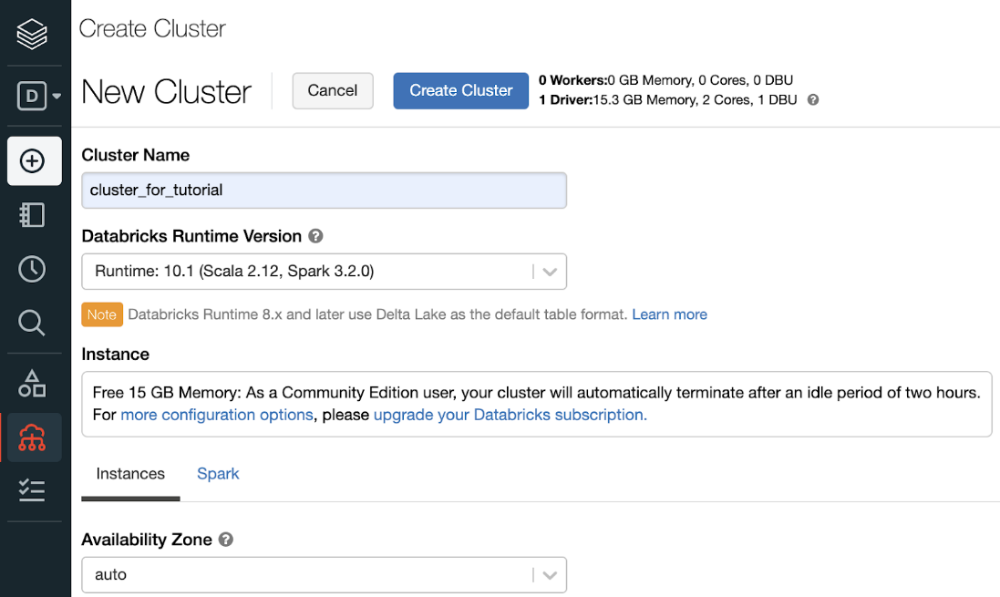 Create Cluster
D
New Cluster
Cancel
Create Cluster
0 Workers:0 GB Memory, 0 Cores, 0 DBU
1 Driver:15.3 GB Memory, 2 Cores, 1 DBU ?
Cluster Name
cluster_for_tutorial
Databricks Runtime Version ?
Runtime: 10.1 (Scala 2.12, Spark 3.2.0)
Note Databricks Runtime 8.x and later use Delta Lake as the default table format. Learn more
Instance
Free 15 GB Memory: As a Community Edition user, your cluster will automatically terminate after an idle period of two hours.
For more configuration options, please upgrade your Databricks subscription.
Instances Spark
Availability Zone ?
auto